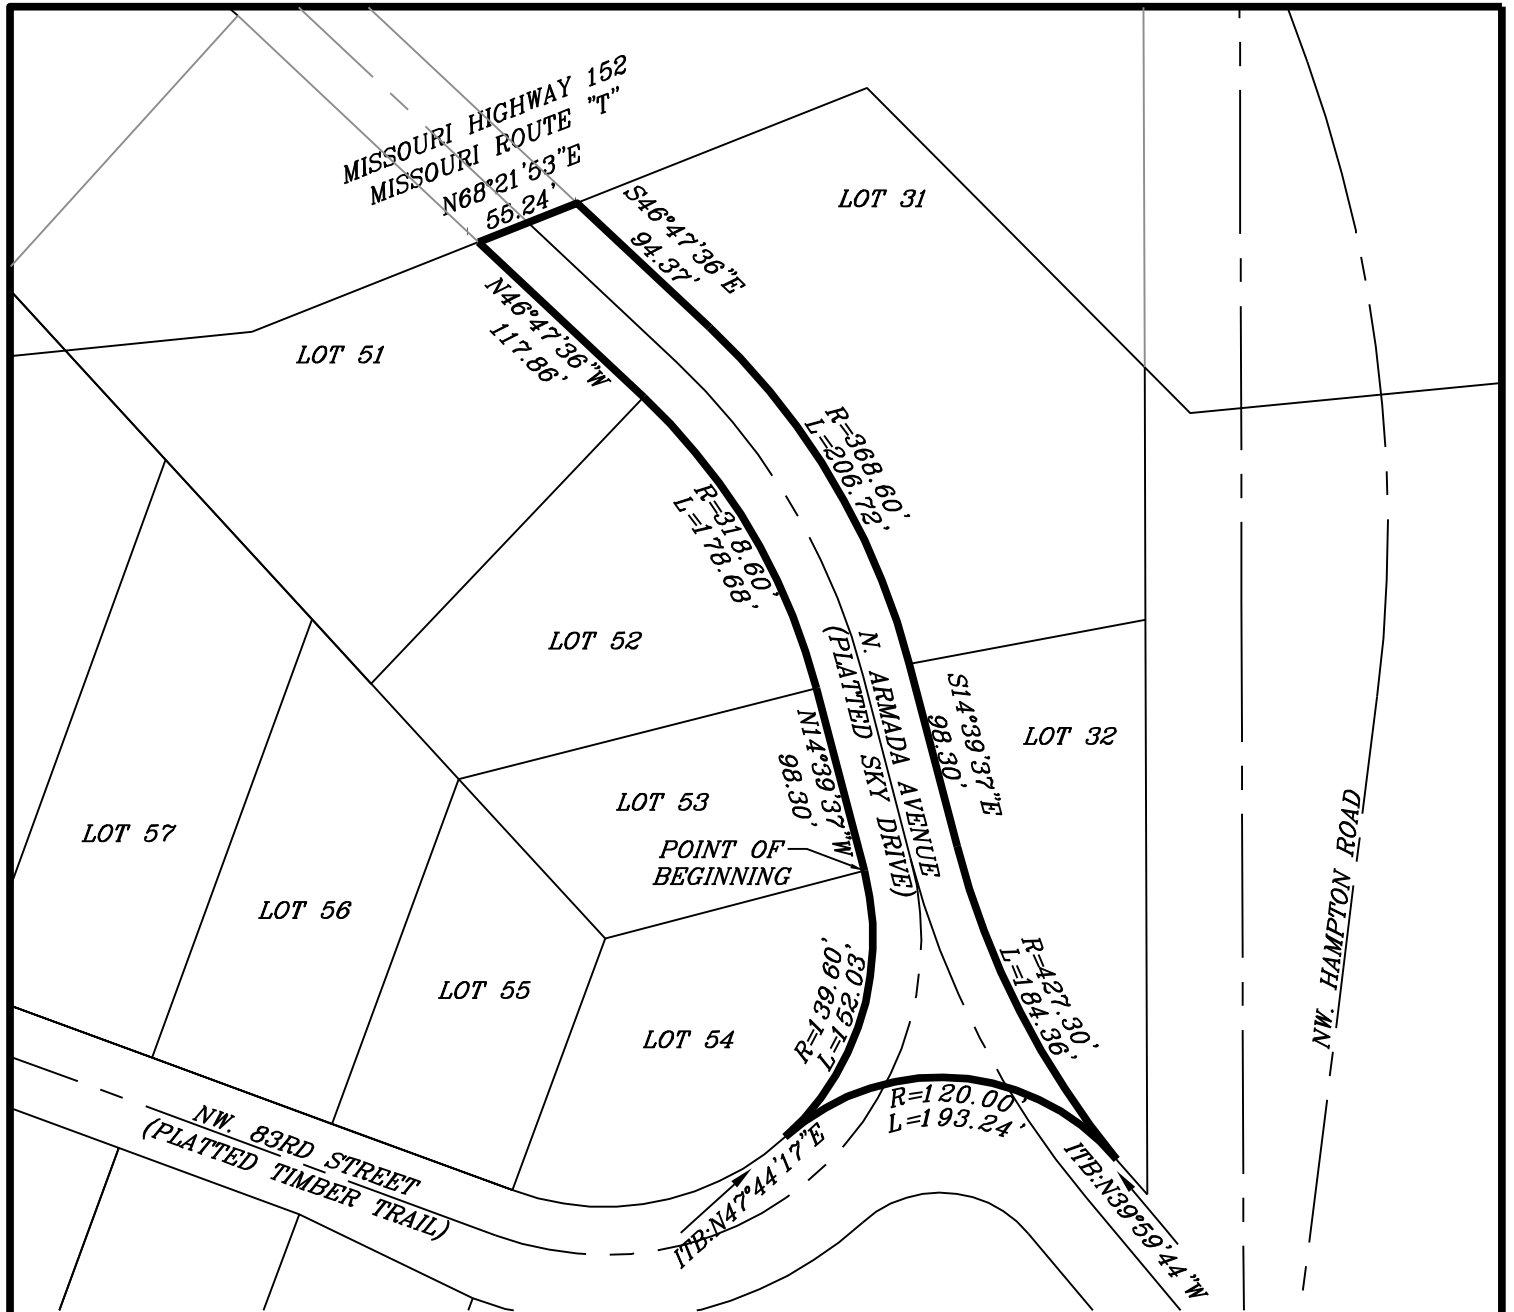 MISSOURI HIGHWAY 152
MISSOURI ROUTE "T"
N68°21'53"E
55.24'
S46°47'36"E
94.37'
LOT 31
N46°47'36"W
117.86'
LOT 51
R=368.60'
L=206.72'
R=318.60'
L=178.68'
LOT 52
N. ARMADA AVENUE
(PLATTED SKY DRIVE)
S14°39'37"E
98.30'
LOT 32
N14°39'37"W
98.30'
LOT 53
POINT OF
BEGINNING
LOT 57
LOT 56
LOT 55
LOT 54
R=139.60'
L=152.03'
R=427.30'
L=184.36'
NW. HAMPTON ROAD
R=120.00'
L=193.24'
NW. 83RD STREET
(PLATTED TIMBER TRAIL)
ITB:N47°44'17"E
ITB:N39°59'44"W